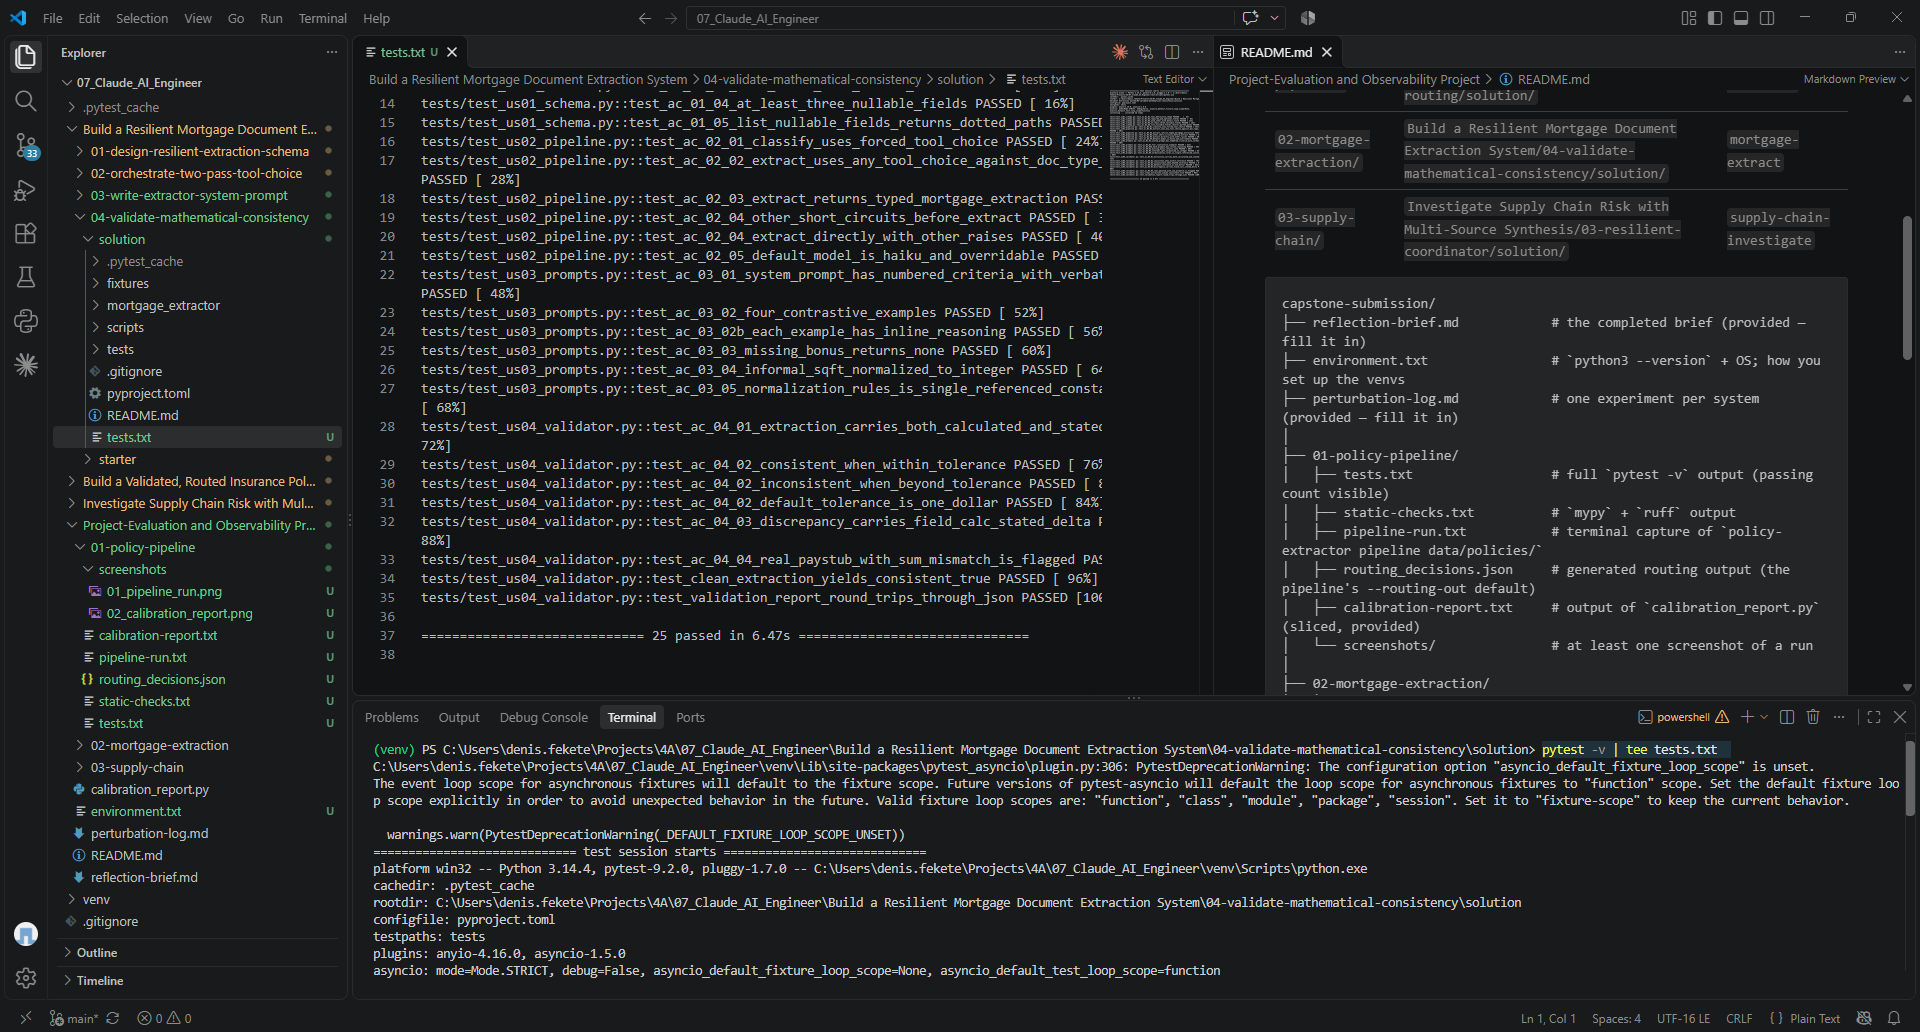 File Edit Selection View Go Run Terminal Help
07_Claude_AI_Engineer
Explorer
07_Claude_AI_Engineer
.pytest_cache
Build a Resilient Mortgage Document E...
01-design-resilient-extraction-schema
02-orchestrate-two-pass-tool-choice
03-write-extractor-system-prompt
04-validate-mathematical-consistency
solution
.pytest_cache
fixtures
mortgage_extractor
scripts
tests
.gitignore
pyproject.toml
README.md
tests.txt U
starter
Build a Validated, Routed Insurance Pol...
Investigate Supply Chain Risk with Mul...
Project-Evaluation and Observability Pr...
01-policy-pipeline
screenshots
01_pipeline_run.png U
02_calibration_report.png U
calibration-report.txt U
pipeline-run.txt U
routing_decisions.json U
static-checks.txt U
tests.txt U
02-mortgage-extraction
03-supply-chain
calibration_report.py
environment.txt U
perturbation-log.md
README.md
reflection-brief.md
venv
.gitignore
Outline
Timeline
33
tests.txt U
Build a Resilient Mortgage Document Extraction System > 04-validate-mathematical-consistency > solution > tests.txt
Text Editor
14 tests/test_us01_schema.py::test_ac_01_04_at_least_three_nullable_fields PASSED [ 16%]
15 tests/test_us01_schema.py::test_ac_01_05_list_nullable_fields_returns_dotted_paths PASSED
16 tests/test_us02_pipeline.py::test_ac_02_01_classify_uses_forced_tool_choice PASSED [ 24%]
17 tests/test_us02_pipeline.py::test_ac_02_02_extract_uses_any_tool_choice_against_doc_type_
PASSED [ 28%]
18 tests/test_us02_pipeline.py::test_ac_02_03_extract_returns_typed_mortgage_extraction PASS
19 tests/test_us02_pipeline.py::test_ac_02_04_other_short_circuits_before_extract PASSED [ 3
20 tests/test_us02_pipeline.py::test_ac_02_04_extract_directly_with_other_raises PASSED [ 40
21 tests/test_us02_pipeline.py::test_ac_02_05_default_model_is_haiku_and_overridable PASSED
22 tests/test_us03_prompts.py::test_ac_03_01_system_prompt_has_numbered_criteria_with_verbat
PASSED [ 48%]
23 tests/test_us03_prompts.py::test_ac_03_02_four_contrastive_examples PASSED [ 52%]
24 tests/test_us03_prompts.py::test_ac_03_02b_each_example_has_inline_reasoning PASSED [ 56%
25 tests/test_us03_prompts.py::test_ac_03_03_missing_bonus_returns_none PASSED [ 60%]
26 tests/test_us03_prompts.py::test_ac_03_04_informal_sqft_normalized_to_integer PASSED [ 64
27 tests/test_us03_prompts.py::test_ac_03_05_normalization_rules_is_single_referenced_consta
[ 68%]
28 tests/test_us04_validator.py::test_ac_04_01_extraction_carries_both_calculated_and_stated
72%]
29 tests/test_us04_validator.py::test_ac_04_02_consistent_when_within_tolerance PASSED [ 76%
30 tests/test_us04_validator.py::test_ac_04_02_inconsistent_when_beyond_tolerance PASSED [ 8
31 tests/test_us04_validator.py::test_ac_04_02_default_tolerance_is_one_dollar PASSED [ 84%]
32 tests/test_us04_validator.py::test_ac_04_03_discrepancy_carries_field_calc_stated_delta P
88%]
33 tests/test_us04_validator.py::test_ac_04_04_real_paystub_with_sum_mismatch_is_flagged PAS
34 tests/test_us04_validator.py::test_clean_extraction_yields_consistent_true PASSED [ 96%]
35 tests/test_us04_validator.py::test_validation_report_round_trips_through_json PASSED [100
36
37 ============================= 25 passed in 6.47s ==============================
38
README.md
Project-Evaluation and Observability Project > README.md
Markdown Preview
routing/solution/
02-mortgage-extraction/ Build a Resilient Mortgage Document Extraction System/04-validate-mathematical-consistency/solution/ mortgage-extract
03-supply-chain/ Investigate Supply Chain Risk with Multi-Source Synthesis/03-resilient-coordinator/solution/ supply-chain-investigate
capstone-submission/
├── reflection-brief.md # the completed brief (provided —
fill it in)
├── environment.txt # `python3 --version` + OS; how you
set up the venvs
├── perturbation-log.md # one experiment per system
(provided — fill it in)
│
├── 01-policy-pipeline/
│ ├── tests.txt # full `pytest -v` output (passing
count visible)
│ ├── static-checks.txt # `mypy` + `ruff` output
│ ├── pipeline-run.txt # terminal capture of `policy-
extractor pipeline data/policies/`
│ ├── routing_decisions.json # generated routing output (the
pipeline's --routing-out default)
│ ├── calibration-report.txt # output of `calibration_report.py`
(sliced, provided)
│ └── screenshots/ # at least one screenshot of a run
│
├── 02-mortgage-extraction/
Problems Output Debug Console Terminal Ports
powershell
(venv) PS C:\Users\denis.fekete\Projects\4A\07_Claude_AI_Engineer\Build a Resilient Mortgage Document Extraction System\04-validate-mathematical-consistency\solution> pytest -v | tee tests.txt
C:\Users\denis.fekete\Projects\4A\07_Claude_AI_Engineer\venv\Lib\site-packages\pytest_asyncio\plugin.py:306: PytestDeprecationWarning: The configuration option "asyncio_default_fixture_loop_scope" is unset.
The event loop scope for asynchronous fixtures will default to the fixture scope. Future versions of pytest-asyncio will default the loop scope for asynchronous fixtures to "function" scope. Set the default fixture loo
p scope explicitly in order to avoid unexpected behavior in the future. Valid fixture loop scopes are: "function", "class", "module", "package", "session". Set it to "fixture-scope" to keep the current behavior.
warnings.warn(PytestDeprecationWarning(_DEFAULT_FIXTURE_LOOP_SCOPE_UNSET))
============================= test session starts =============================
platform win32 -- Python 3.14.4, pytest-9.2.0, pluggy-1.7.0 -- C:\Users\denis.fekete\Projects\4A\07_Claude_AI_Engineer\venv\Scripts\python.exe
cachedir: .pytest_cache
rootdir: C:\Users\denis.fekete\Projects\4A\07_Claude_AI_Engineer\Build a Resilient Mortgage Document Extraction System\04-validate-mathematical-consistency\solution
configfile: pyproject.toml
testpaths: tests
plugins: anyio-4.16.0, asyncio-1.5.0
asyncio: mode=Mode.STRICT, debug=False, asyncio_default_fixture_loop_scope=None, asyncio_default_test_loop_scope=function
main* 0 0
Ln 1, Col 1 Spaces: 4 UTF-16 LE CRLF { } Plain Text